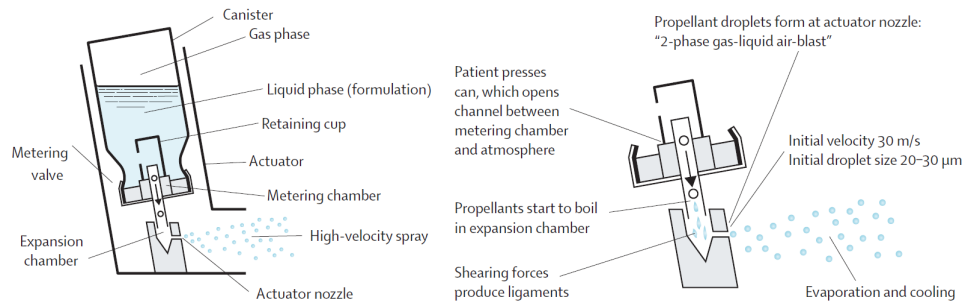 Canister
Gas phase
Liquid phase (formulation)
Retaining cup
Metering
valve
Actuator
Metering chamber
Expansion
chamber
High-velocity spray
Actuator nozzle
Propellant droplets form at actuator nozzle:
“2-phase gas-liquid air-blast”
Patient presses
can, which opens
channel between
metering chamber
and atmosphere
Initial velocity 30 m/s
Initial droplet size 20–30 µm
Propellants start to boil
in expansion chamber
Shearing forces
produce ligaments
Evaporation and cooling